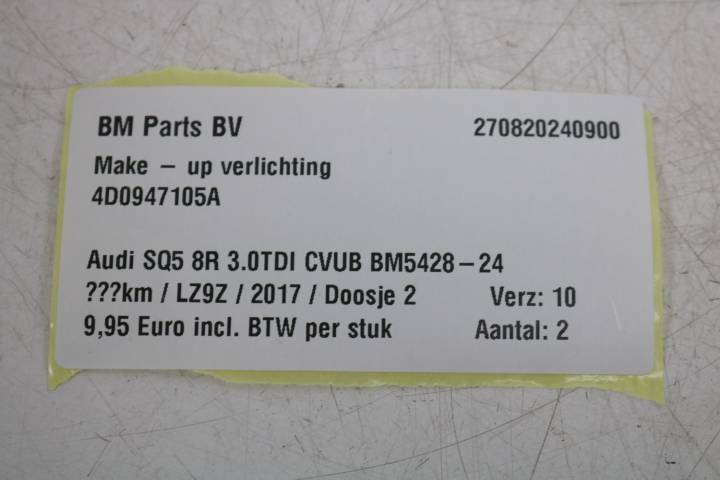 BM Parts BV 270820240900
Make – up verlichting
4D0947105A
Audi SQ5 8R 3.0TDI CVUB BM5428–24
???km / LZ9Z / 2017 / Doosje 2 Verz: 10
9,95 Euro incl. BTW per stuk Aantal: 2